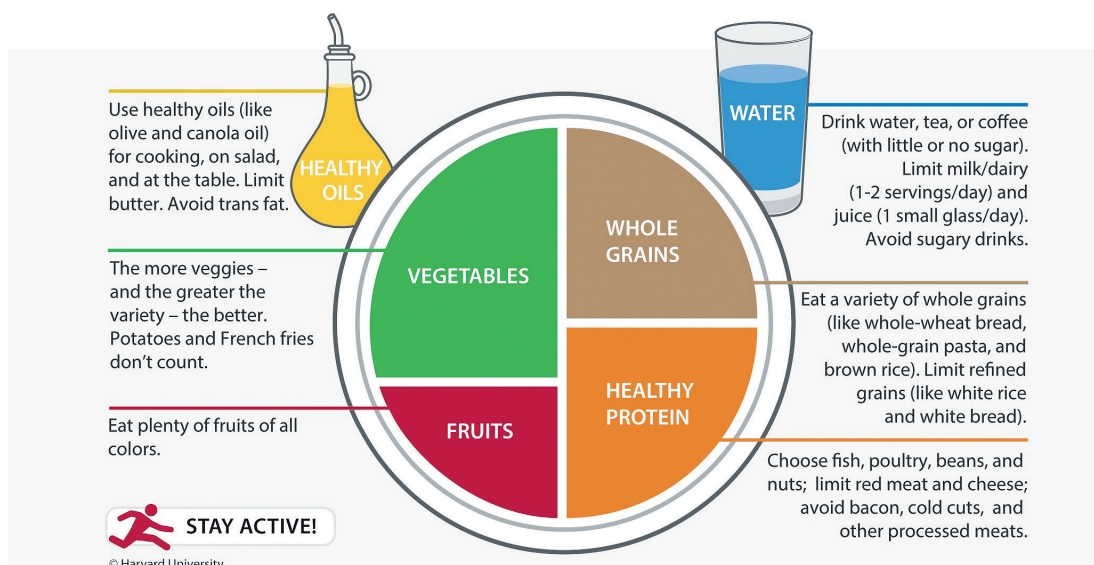 Use healthy oils (like
olive and canola oil)
for cooking, on salad,
and at the table. Limit
butter. Avoid trans fat.
HEALTHY
OILS
The more veggies –
and the greater the
variety – the better.
Potatoes and French fries
don't count.
Eat plenty of fruits of all
colors.
STAY ACTIVE!
© Harvard University
VEGETABLES
FRUITS
WHOLE
GRAINS
HEALTHY
PROTEIN
WATER
Drink water, tea, or coffee
(with little or no sugar).
Limit milk/dairy
(1-2 servings/day) and
juice (1 small glass/day).
Avoid sugary drinks.
Eat a variety of whole grains
(like whole-wheat bread,
whole-grain pasta, and
brown rice). Limit refined
grains (like white rice
and white bread).
Choose fish, poultry, beans, and
nuts; limit red meat and cheese;
avoid bacon, cold cuts, and
other processed meats.